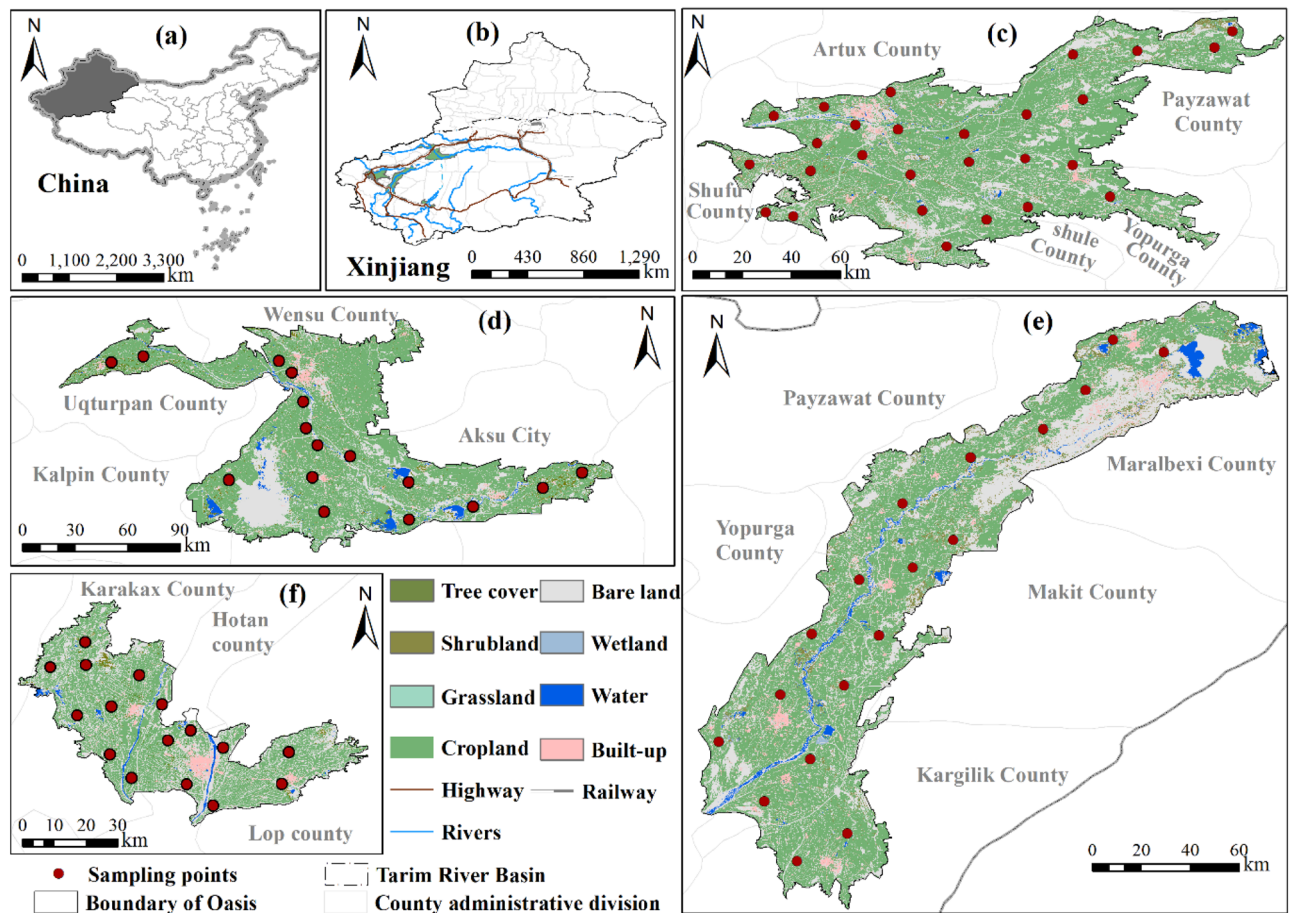 N
(a)
China
0 1,100 2,200 3,300
km
N
(b)
Xinjiang
0 430 860 1,290
km
N
(c)
Artux County
Payzawat
County
Shufu
County
shule
County
Yopurga
County
0 20 40 60
km
Wensu County
(d)
N
Uqturpan County
Aksu City
Kalpin County
0 30 60 90
km
N
(e)
Payzawat County
Maralbexi County
Yopurga
County
Makit County
Kargilik County
0 20 40 60
km
Karakax County
(f)
N
Hotan
county
Lop county
0 10 20 30
km
Tree cover
Bare land
Shrubland
Wetland
Grassland
Water
Cropland
Built-up
Highway
Railway
Rivers
Sampling points
Tarim River Basin
Boundary of Oasis
County administrative division